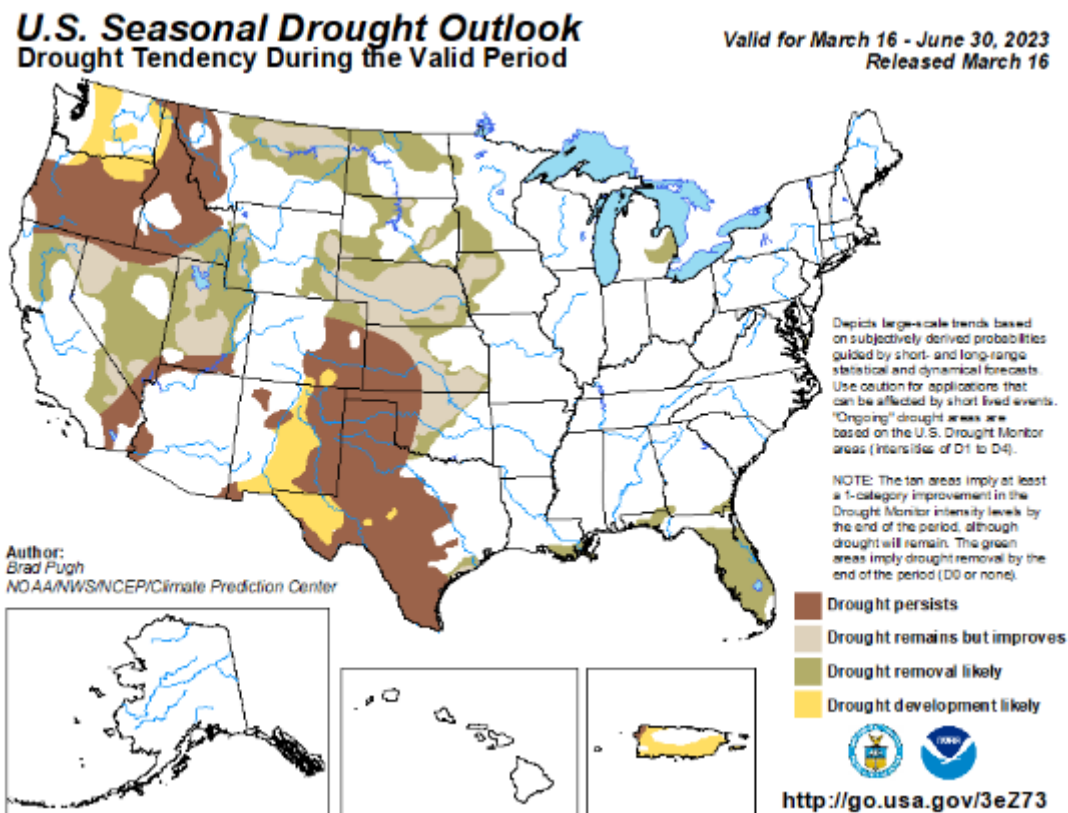 U.S. Seasonal Drought Outlook
Drought Tendency During the Valid Period
Valid for March 16 - June 30, 2023
Released March 16
Depicts large-scale trends based
on subjectively derived probabilities
guided by short- and long-range
statistical and dynamical forecasts.
Use caution for applications that
can be affected by short lived events.
"Ongoing" drought areas are
based on the U.S. Drought Monitor
areas (intensities of D1 to D4).
NOTE: The tan areas imply at least
a 1-category improvement in the
Drought Monitor intensity levels by
the end of the period, although
drought will remain. The green
areas imply drought removal by the
end of the period (D0 or none).
Author:
Brad Pugh
NOAA/NWS/NCEP/Climate Prediction Center
Drought persists
Drought remains but improves
Drought removal likely
Drought development likely
http://go.usa.gov/3eZ73